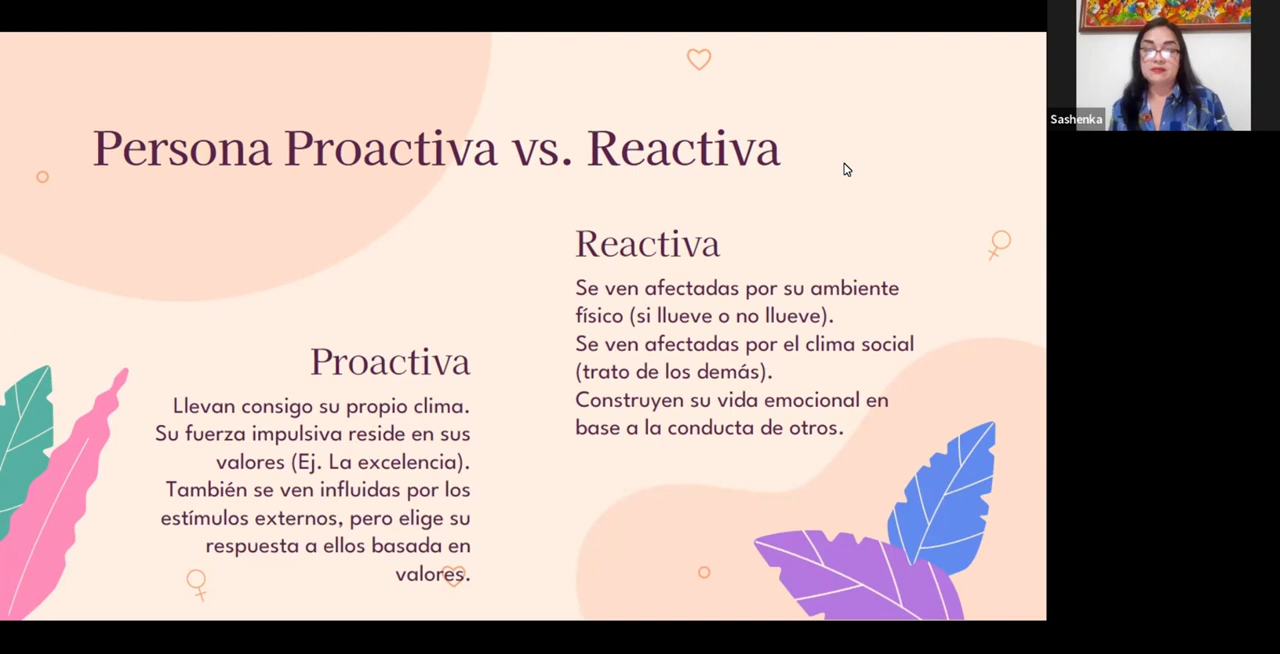 Persona Proactiva vs. Reactiva
Proactiva
Llevan consigo su propio clima.
Su fuerza impulsiva reside en sus
valores (Ej. La excelencia).
También se ven influidas por los
estímulos externos, pero elige su
respuesta a ellos basada en
valores.
Reactiva
Se ven afectadas por su ambiente
físico (si llueve o no llueve).
Se ven afectadas por el clima social
(trato de los demás).
Construyen su vida emocional en
base a la conducta de otros.
Sashenka